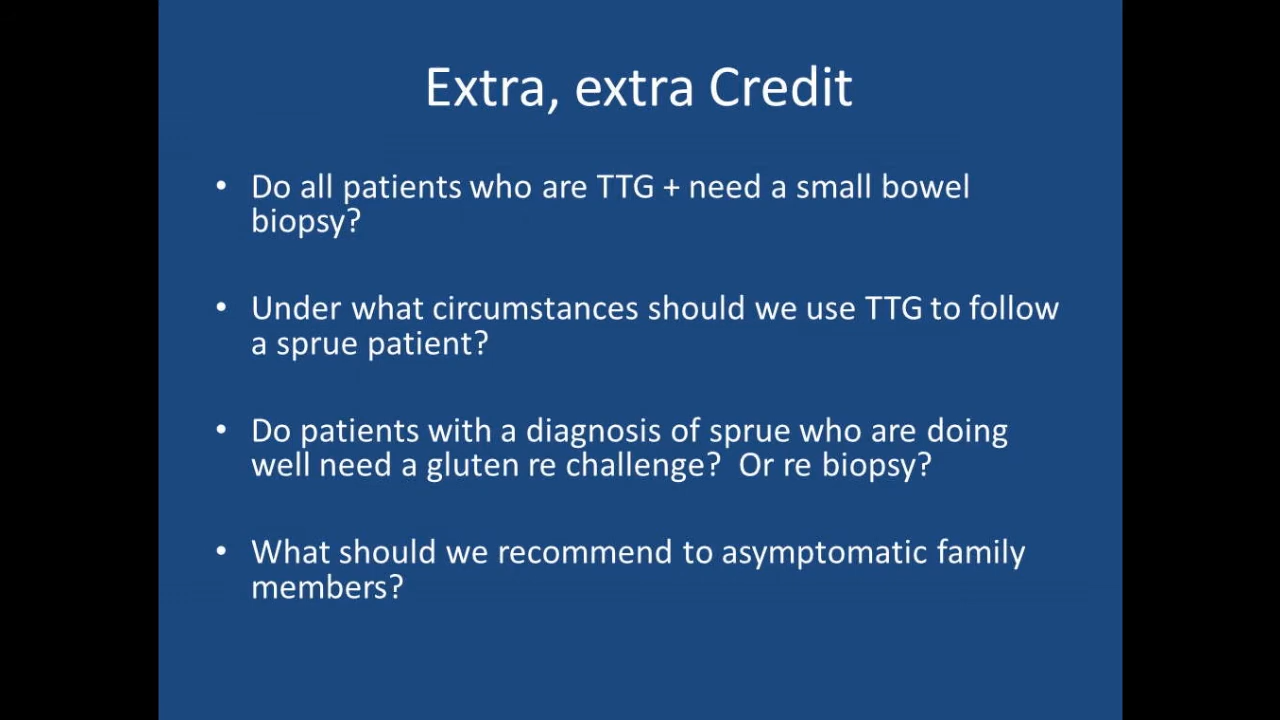 Extra, extra Credit
• Do all patients who are TTG + need a small bowel
biopsy?
• Under what circumstances should we use TTG to follow
a sprue patient?
• Do patients with a diagnosis of sprue who are doing
well need a gluten re challenge? Or re biopsy?
• What should we recommend to asymptomatic family
members?